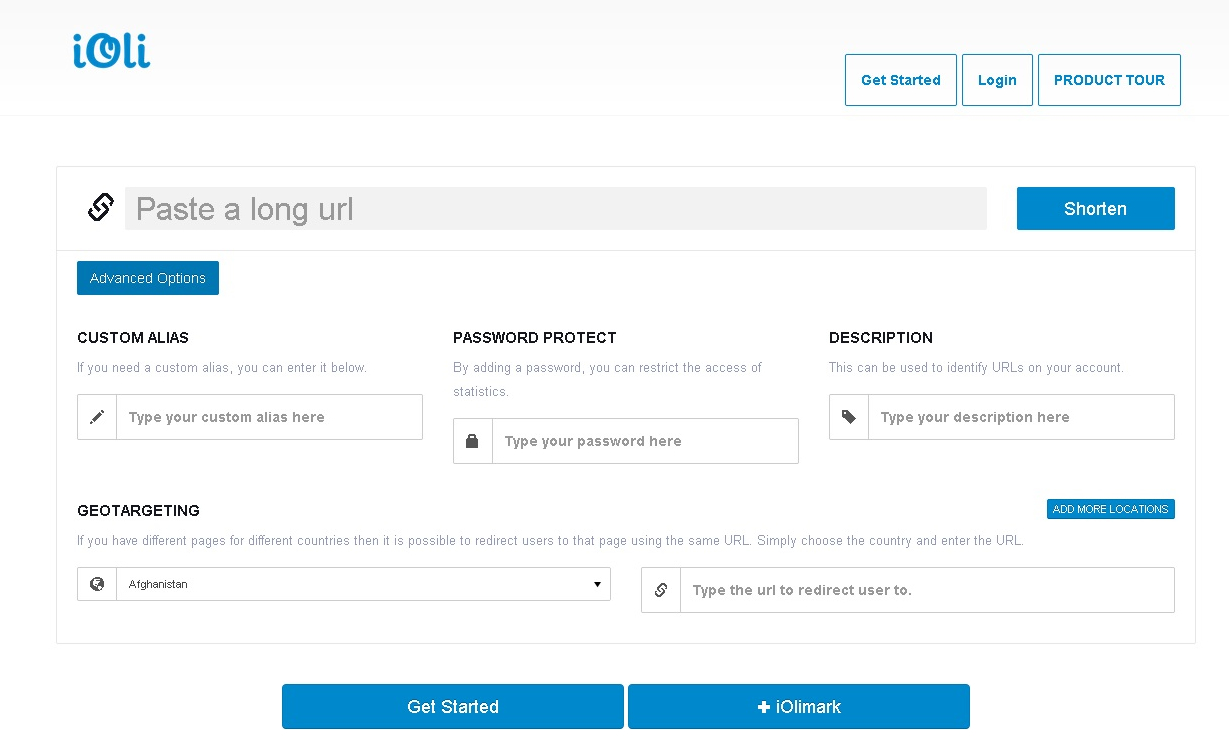 iOli
Get Started
Login
PRODUCT TOUR
Paste a long url
Shorten
Advanced Options
CUSTOM ALIAS
If you need a custom alias, you can enter it below.
Type your custom alias here
PASSWORD PROTECT
By adding a password, you can restrict the access of
statistics.
Type your password here
DESCRIPTION
This can be used to identify URLs on your account.
Type your description here
GEOTARGETING
ADD MORE LOCATIONS
If you have different pages for different countries then it is possible to redirect users to that page using the same URL. Simply choose the country and enter the URL.
Afghanistan
Type the url to redirect user to.
Get Started
iOlimark